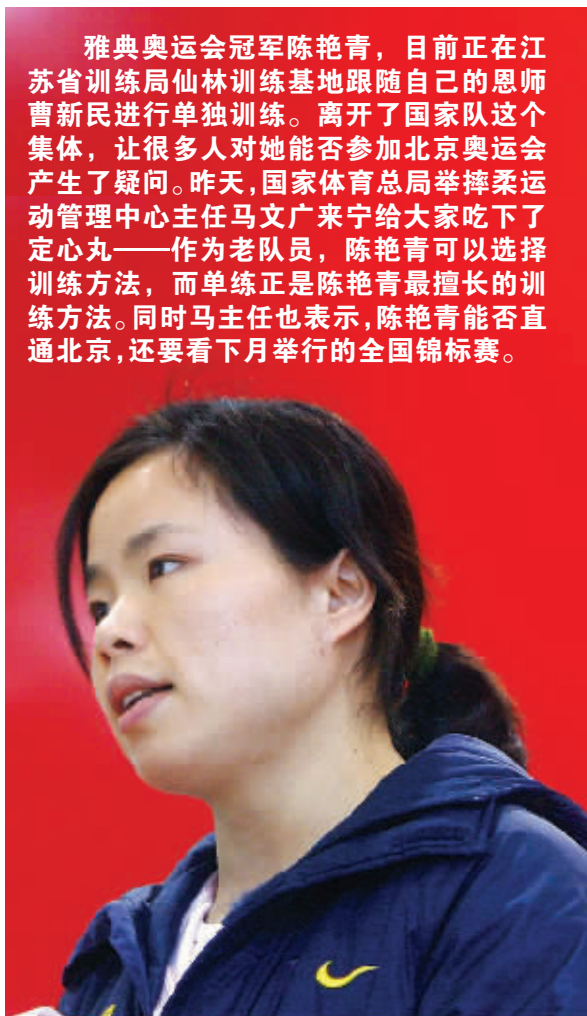 雅典奥运会冠军陈艳青，目前正在江
苏省训练局仙林训练基地跟随自己的恩师
曹新民进行单独训练。离开了国家队这个
集体，让很多人对她能否参加北京奥运会
产生了疑问。昨天，国家体育总局举摔柔运
动管理中心主任马文广来宁给大家吃下了
定心丸——作为老队员，陈艳青可以选择
训练方法，而单练正是陈艳青最擅长的训
练方法。同时马主任也表示，陈艳青能否直
通北京，还要看下月举行的全国锦标赛。